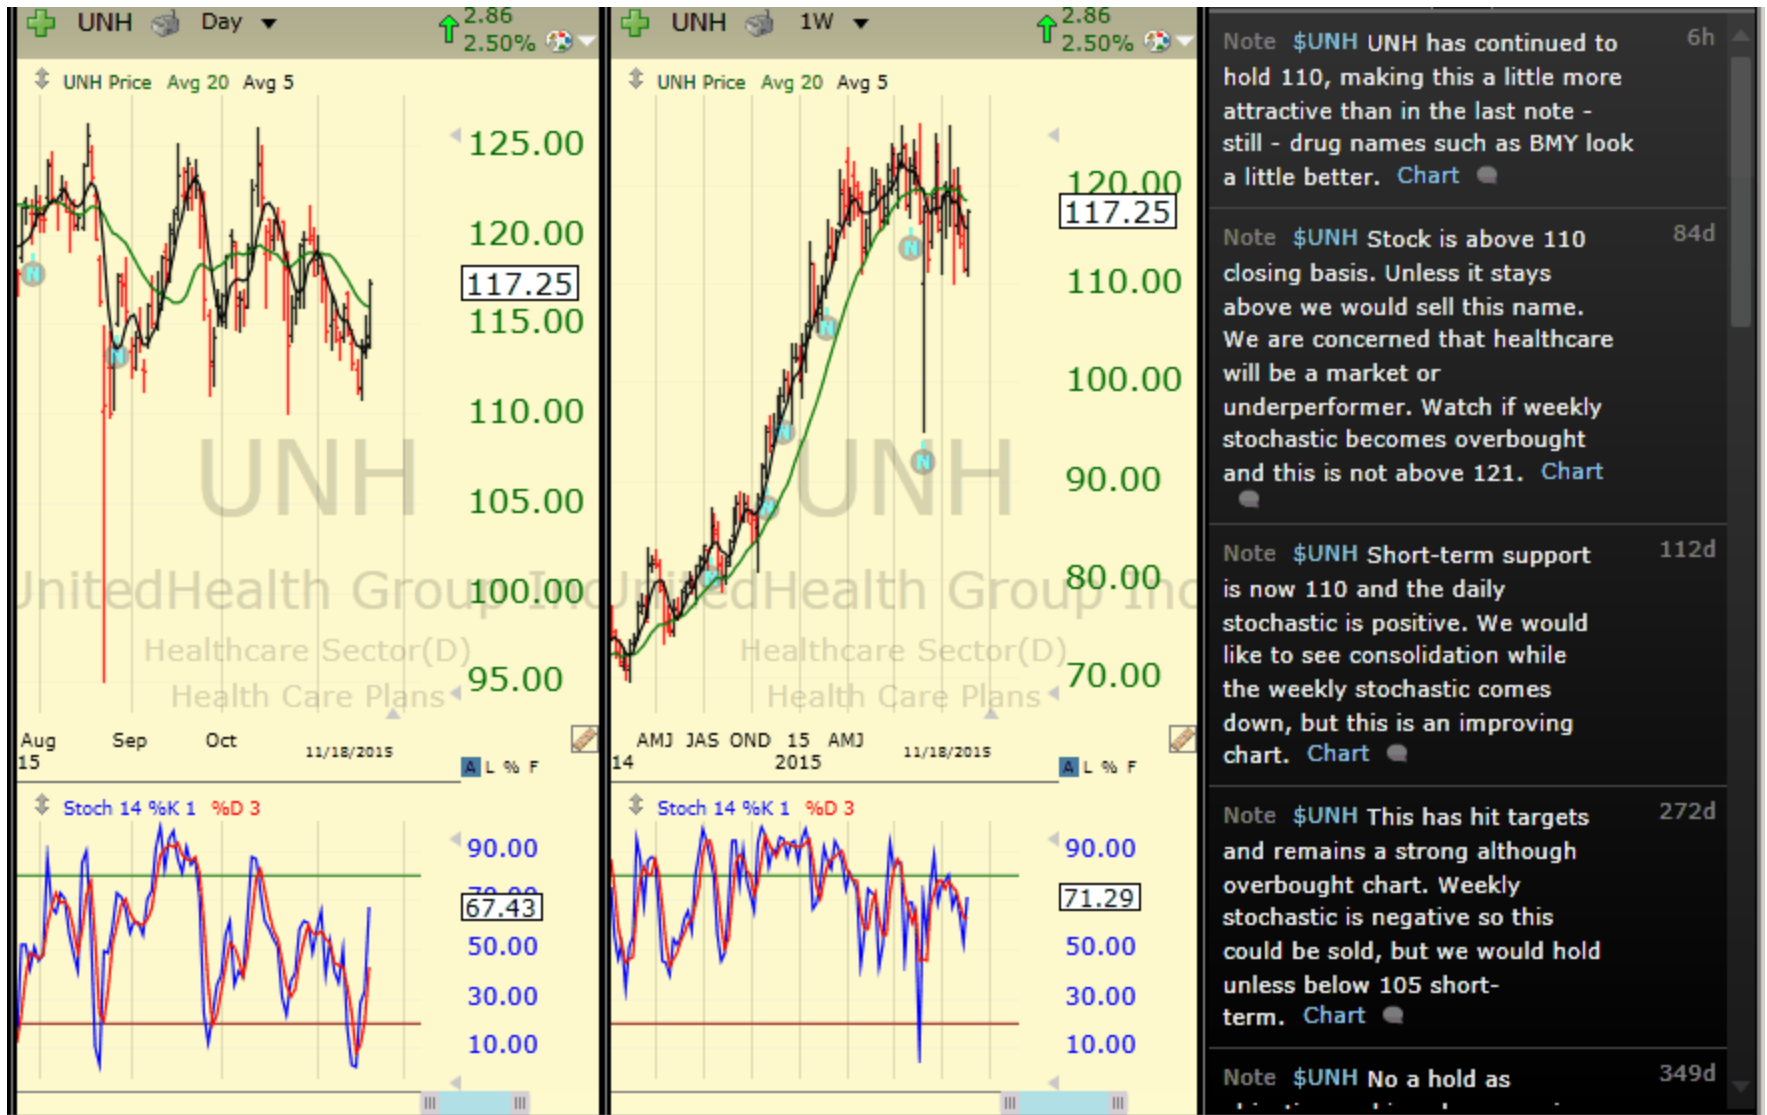 UNH Day 2.86
2.50%
UNH Price Avg 20 Avg 5
125.00
120.00
117.25
115.00
110.00
UNH
105.00
UnitedHealth Group Inc
100.00
Healthcare Sector(D)
Health Care Plans
95.00
Aug Sep Oct 11/18/2015
15
A L % F
Stoch 14 %K 1 %D 3
90.00
67.43
50.00
30.00
10.00
UNH 1W 2.86
2.50%
UNH Price Avg 20 Avg 5
120.00
117.25
110.00
100.00
90.00
UNH
80.00
UnitedHealth Group Inc
Healthcare Sector(D)
70.00
Health Care Plans
AMJ JAS OND 15 AMJ 11/18/2015
14 2015
A L % F
Stoch 14 %K 1 %D 3
90.00
71.29
50.00
30.00
10.00
Note $UNH UNH has continued to 6h
hold 110, making this a little more
attractive than in the last note -
still - drug names such as BMY look
a little better. Chart
Note $UNH Stock is above 110 84d
closing basis. Unless it stays
above we would sell this name.
We are concerned that healthcare
will be a market or
underperformer. Watch if weekly
stochastic becomes overbought
and this is not above 121. Chart
Note $UNH Short-term support 112d
is now 110 and the daily
stochastic is positive. We would
like to see consolidation while
the weekly stochastic comes
down, but this is an improving
chart. Chart
Note $UNH This has hit targets 272d
and remains a strong although
overbought chart. Weekly
stochastic is negative so this
could be sold, but we would hold
unless below 105 short-
term. Chart
Note $UNH No a hold as 349d